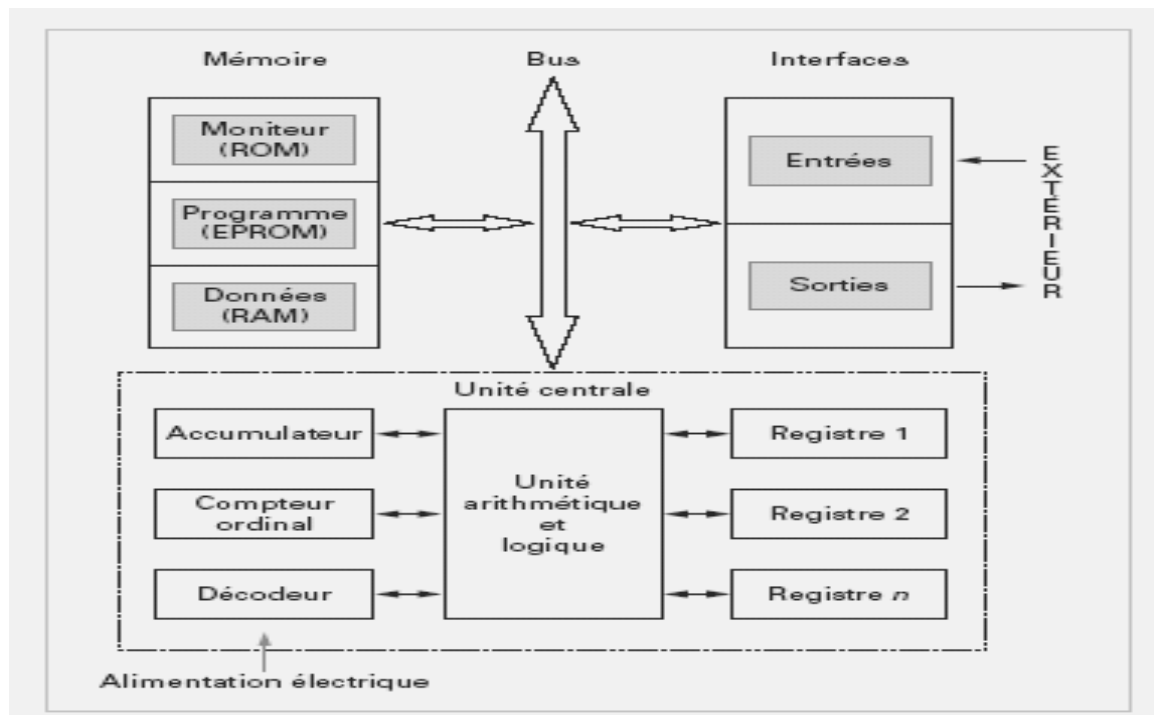 Mémoire
Bus
Interfaces
Moniteur
(ROM)
Programme
(EPROM)
Données
(RAM)
Entrées
Sorties
EXTÉRIEUR
Unité centrale
Accumulateur
Compteur
ordinal
Décodeur
Unité
arithmétique
et
logique
Registre 1
Registre 2
Registre n
Alimentation électrique